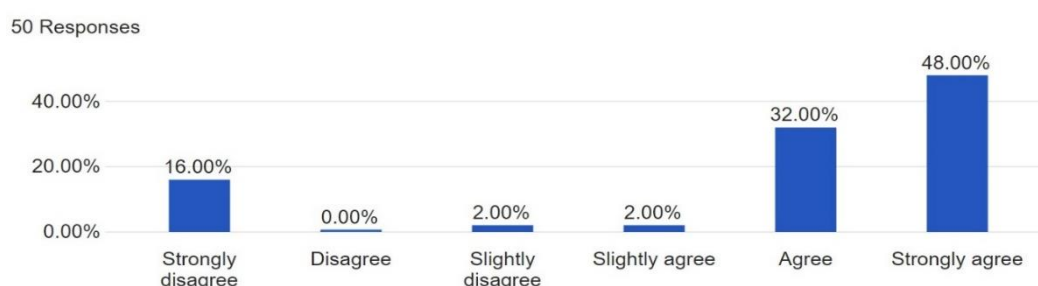 50 Responses
48.00%
40.00%
32.00%
20.00%
16.00%
0.00%
2.00%
2.00%
0.00%
Strongly disagree
Disagree
Slightly disagree
Slightly agree
Agree
Strongly agree